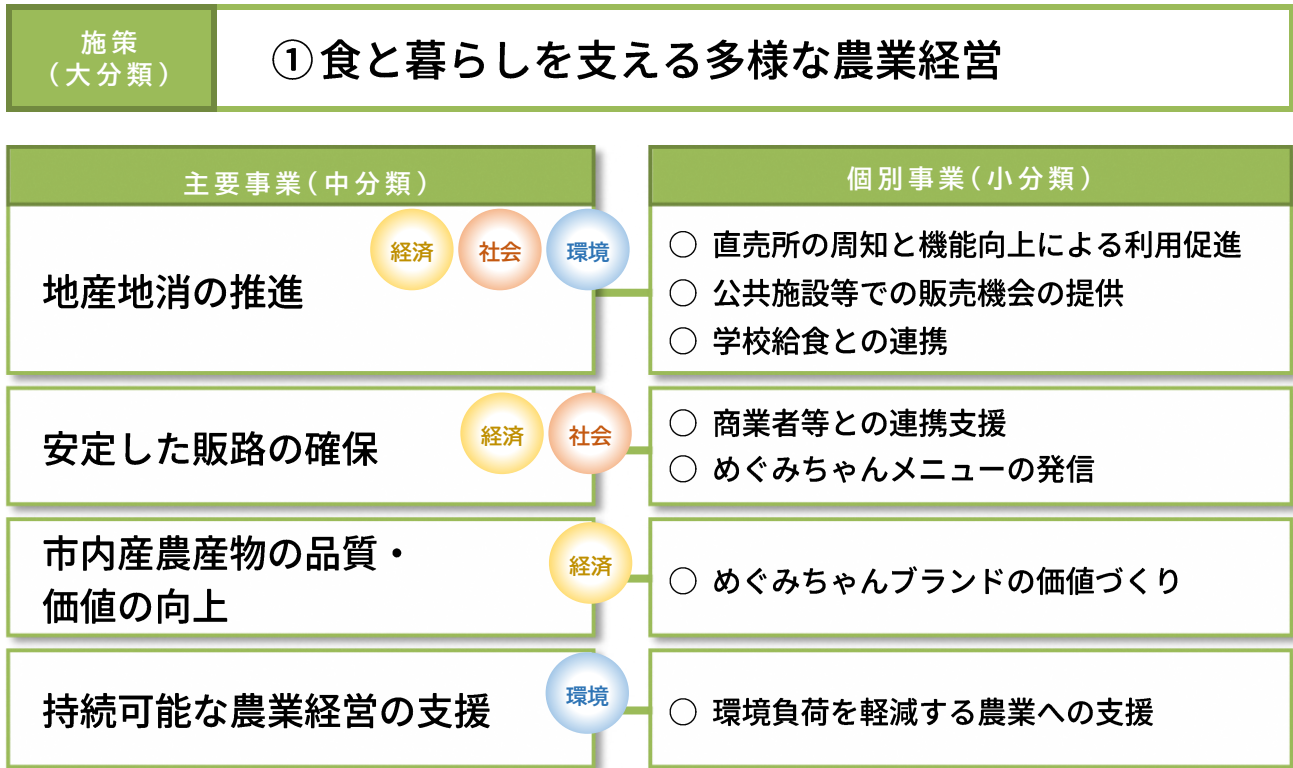 施策
（大分類）
①食と暮らしを支える多様な農業経営
主要事業（中分類）
個別事業（小分類）
経済 社会 環境
地産地消の推進
○ 直売所の周知と機能向上による利用促進
○ 公共施設等での販売機会の提供
○ 学校給食との連携
経済 社会
安定した販路の確保
○ 商業者等との連携支援
○ めぐみちゃんメニューの発信
市内産農産物の品質・
価値の向上
経済
○ めぐみちゃんブランドの価値づくり
環境
持続可能な農業経営の支援
○ 環境負荷を軽減する農業への支援